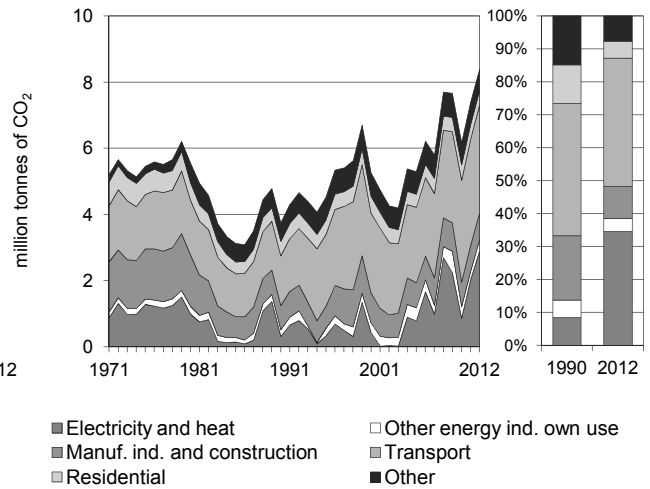 million tonnes of CO2
10
8
6
4
2
0
12
1971 1981 1991 2001 2012
100%
90%
80%
70%
60%
50%
40%
30%
20%
10%
0%
1990 2012
Electricity and heat
Other energy ind. own use
Manuf. ind. and construction
Transport
Residential
Other